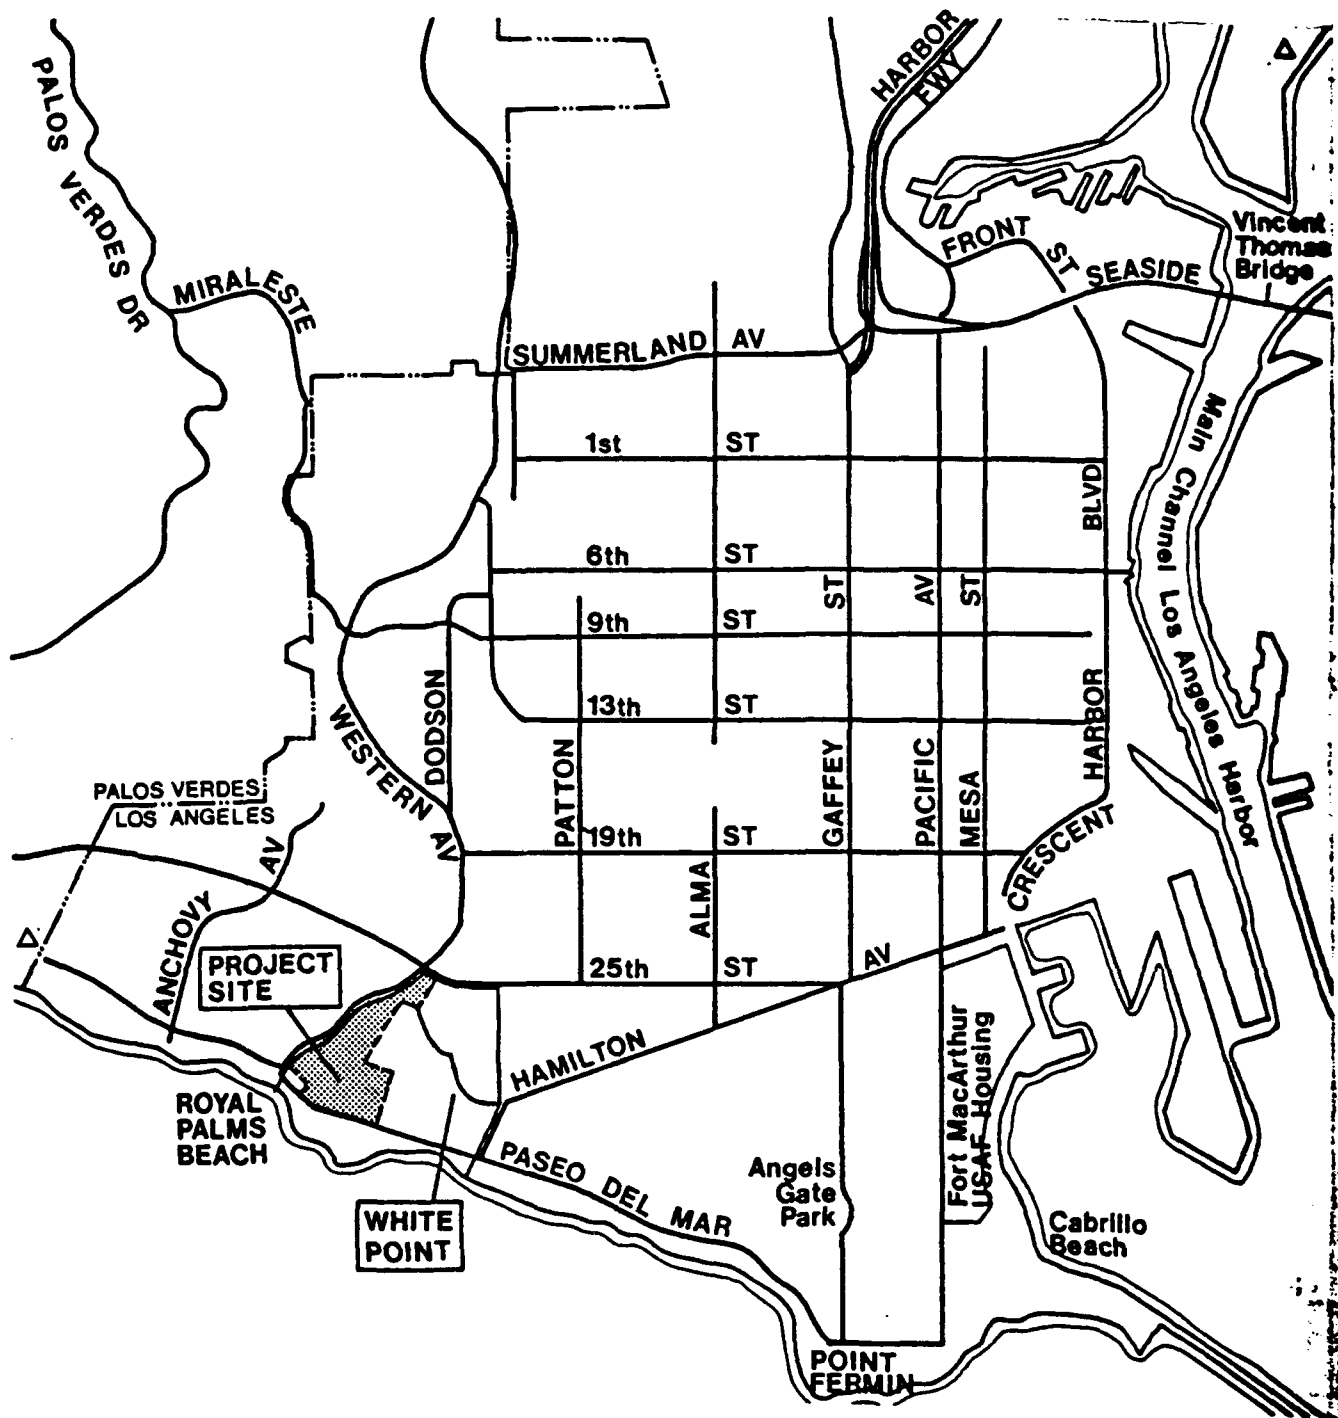 HARBOR
FWY
PALOS VERDES DR
MIRALESTE
FRONT ST
SEASIDE
Vincent
Thomas
Bridge
SUMMERLAND AV
1st ST
6th ST
9th ST
13th ST
19th ST
25th ST
Main Channel Los Angeles Harbor
HARBOR BLVD
GAFFEY ST
PACIFIC AV
MESA ST
DODSON
WESTERN AV
PATTON
ALMA
CRESCENT
PALOS VERDES
LOS ANGELES
ANCHOVY AV
PROJECT
SITE
HAMILTON AV
ROYAL
PALMS
BEACH
PASEO DEL MAR
WHITE
POINT
Angels
Gate
Park
Fort MacArthur
USAF Housing
Cabrillo
Beach
POINT
FERMIN